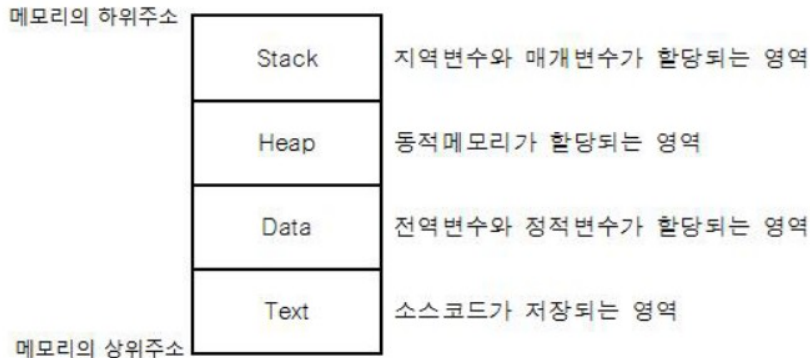 메모리의 하위주소
Stack 지역변수와 매개변수가 할당되는 영역
Heap 동적메모리가 할당되는 영역
Data 전역변수와 정적변수가 할당되는 영역
Text 소스코드가 저장되는 영역
메모리의 상위주소